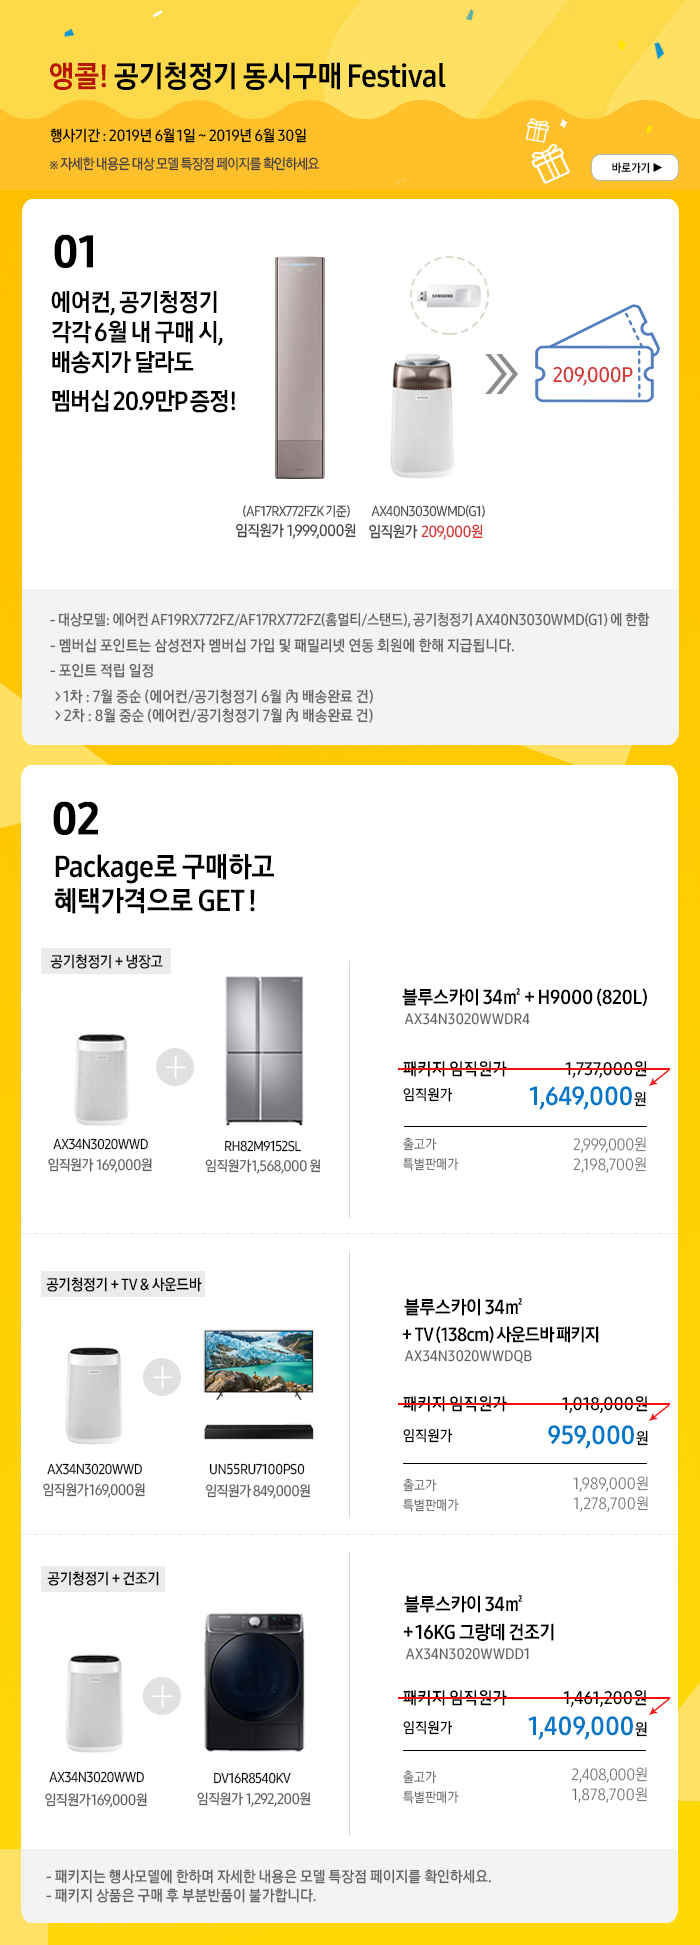 앵콜! 공기청정기 동시구매 Festival
행사기간 : 2019년 6월 1일 ~ 2019년 6월 30일
※ 자세한 내용은 대상 모델 특장점 페이지를 확인하세요
바로가기 ▶
01
에어컨, 공기청정기
각각 6월 내 구매 시,
배송지가 달라도
멤버십 20.9만P 증정!
SAMSUNG
209,000P
(AF17RX772FZK 기준)
임직원가 1,999,000원
AX40N3030WMD(G1)
임직원가 209,000원
- 대상모델: 에어컨 AF19RX772FZ/AF17RX772FZ(홈멀티/스탠드), 공기청정기 AX40N3030WMD(G1) 에 한함
- 멤버십 포인트는 삼성전자 멤버십 가입 및 패밀리넷 연동 회원에 한해 지급됩니다.
- 포인트 적립 일정
> 1차 : 7월 중순 (에어컨/공기청정기 6월 內 배송완료 건)
> 2차 : 8월 중순 (에어컨/공기청정기 7월 內 배송완료 건)
02
Package로 구매하고
혜택가격으로 GET !
공기청정기 + 냉장고
AX34N3020WWD
임직원가 169,000원
RH82M9152SL
임직원가1,568,000 원
블루스카이 34㎡ + H9000 (820L)
AX34N3020WWDR4
패키지 임직원가 1,737,000원
임직원가 1,649,000원
출고가 2,999,000원
특별판매가 2,198,700원
공기청정기 + TV & 사운드바
AX34N3020WWD
임직원가169,000원
UN55RU7100PS0
임직원가 849,000원
블루스카이 34㎡
+ TV (138cm) 사운드바 패키지
AX34N3020WWDQB
패키지 임직원가 1,018,000원
임직원가 959,000원
출고가 1,989,000원
특별판매가 1,278,700원
공기청정기 + 건조기
AX34N3020WWD
임직원가169,000원
DV16R8540KV
임직원가 1,292,200원
블루스카이 34㎡
+ 16KG 그랑데 건조기
AX34N3020WWDD1
패키지 임직원가 1,461,200원
임직원가 1,409,000원
출고가 2,408,000원
특별판매가 1,878,700원
- 패키지는 행사모델에 한하며 자세한 내용은 모델 특장점 페이지를 확인하세요.
- 패키지 상품은 구매 후 부분반품이 불가합니다.